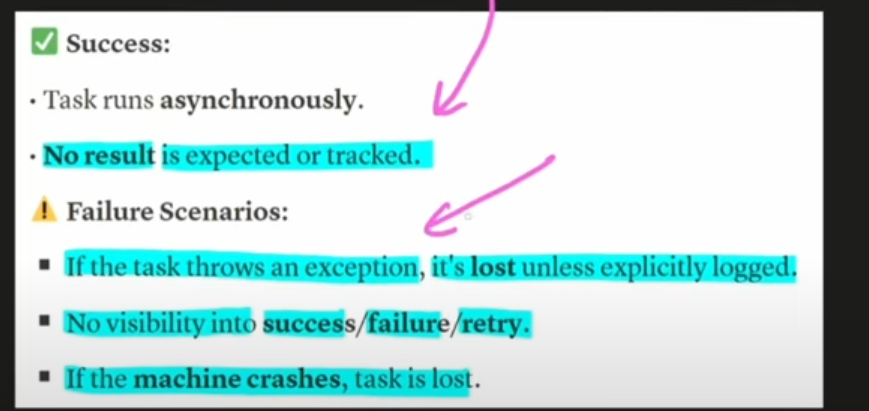 ✅ Success:
· Task runs asynchronously.
· No result is expected or tracked.
⚠️ Failure Scenarios:
▪ If the task throws an exception, it's lost unless explicitly logged.
▪ No visibility into success/failure/retry.
▪ If the machine crashes, task is lost.